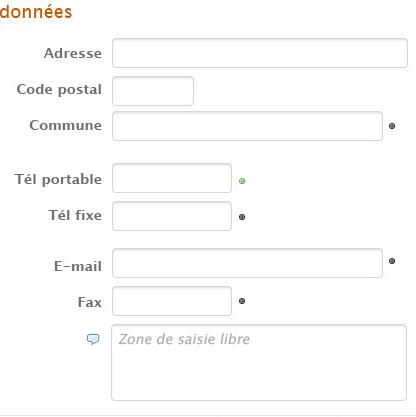 données
Adresse
Code postal
Commune
Tél portable
Tél fixe
E-mail
Fax
Zone de saisie libre